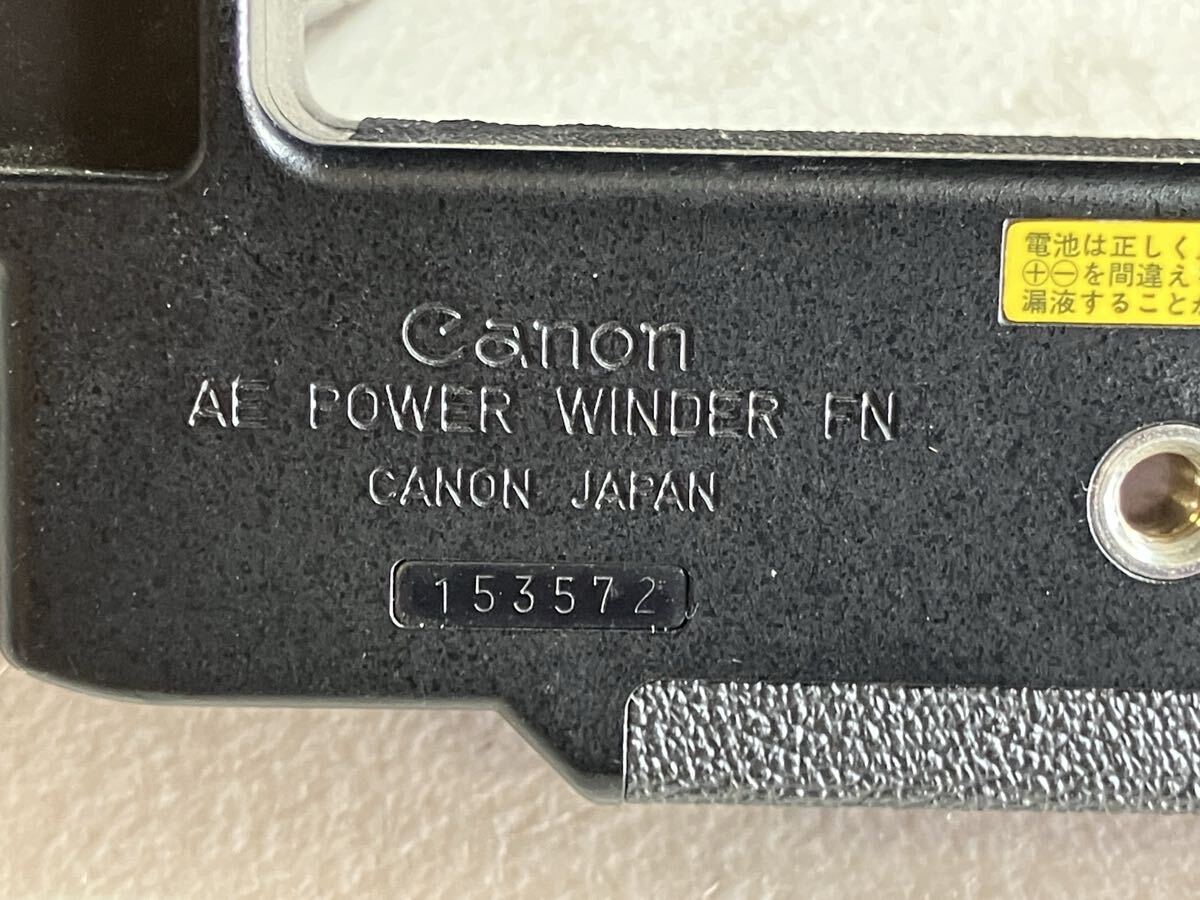 Canon
AE POWER WINDER FN
CANON JAPAN
153572
電池は正しく
⊕⊖を間違え
漏液することが